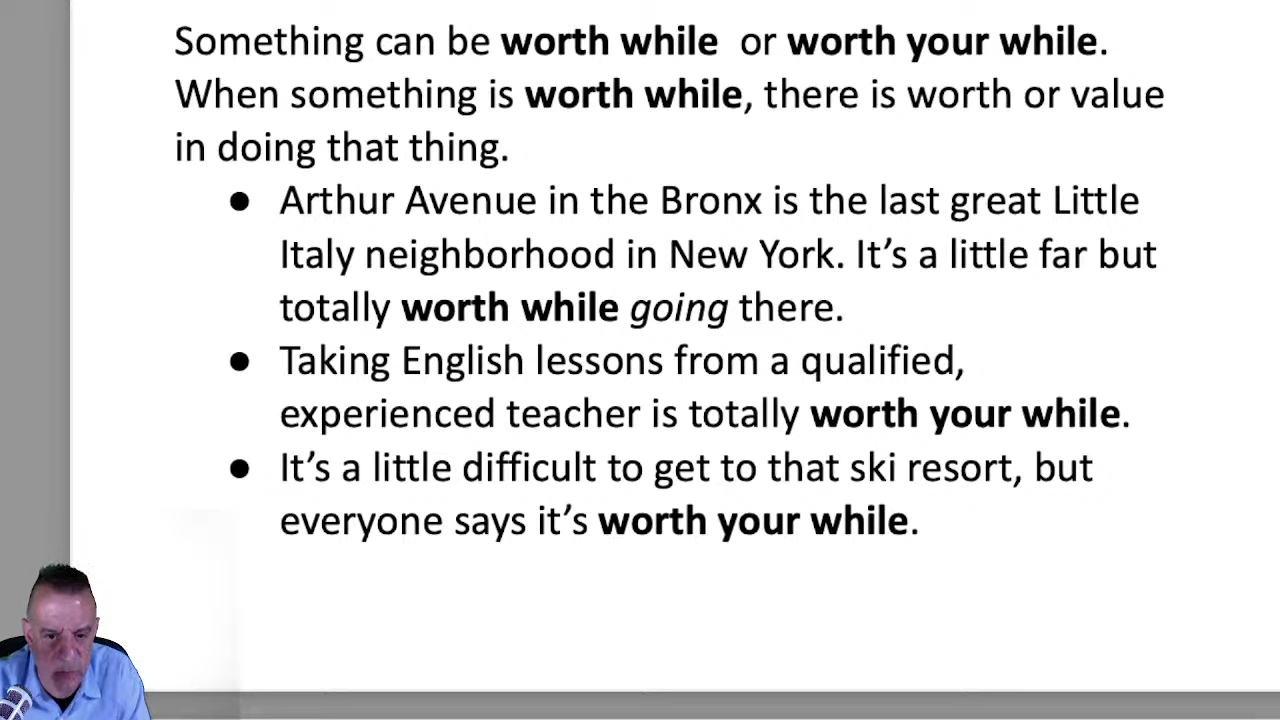 Something can be worth while or worth your while.
When something is worth while, there is worth or value
in doing that thing.
● Arthur Avenue in the Bronx is the last great Little
Italy neighborhood in New York. It’s a little far but
totally worth while going there.
● Taking English lessons from a qualified,
experienced teacher is totally worth your while.
● It’s a little difficult to get to that ski resort, but
everyone says it’s worth your while.